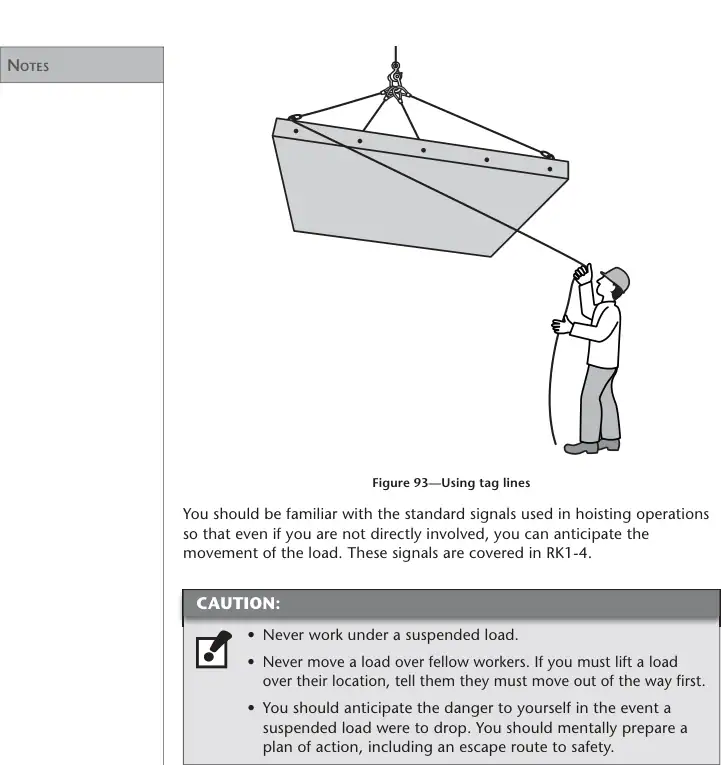 NOTES
Figure 93—Using tag lines
You should be familiar with the standard signals used in hoisting operations
so that even if you are not directly involved, you can anticipate the
movement of the load. These signals are covered in RK1-4.
CAUTION:
• Never work under a suspended load.
• Never move a load over fellow workers. If you must lift a load
over their location, tell them they must move out of the way first.
• You should anticipate the danger to yourself in the event a
suspended load were to drop. You should mentally prepare a
plan of action, including an escape route to safety.